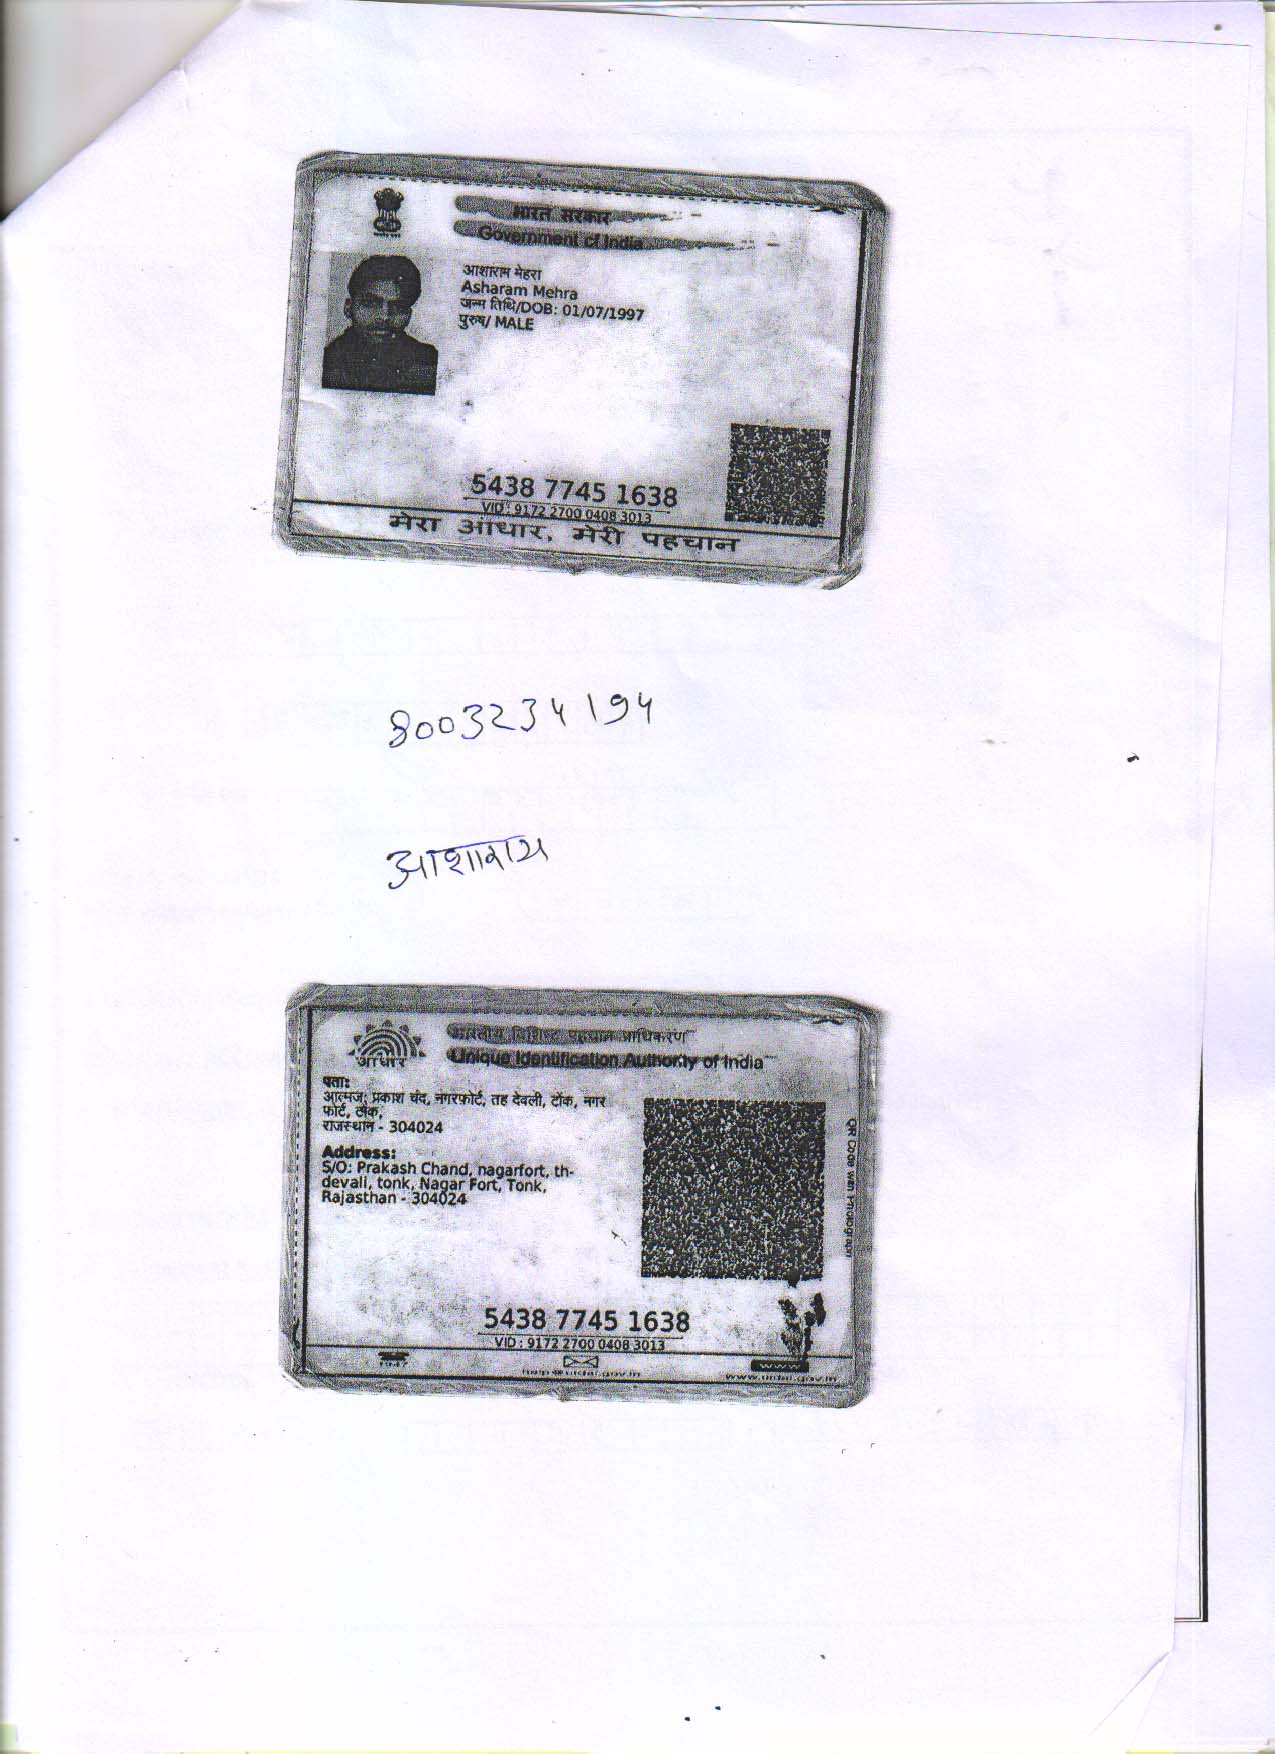 भारत सरकार
Government of India
आशाराम मेहरा
Asharam Mehra
जन्म तिथि/DOB: 01/07/1997
पुरुष/ MALE
5438 7745 1638
VID : 9172 2700 0408 3013
मेरा आधार, मेरी पहचान
8003234194
आशाराम
भारतीय विशिष्ट पहचान प्राधिकरण
आधार
Unique Identification Authority of India
पता:
आत्मज: प्रकाश चंद, नगरफोर्ट, तह देवली, टोंक, नगर
फोर्ट, टोंक,
राजस्थान - 304024
Address:
S/O: Prakash Chand, nagarfort, th-
devali, tonk, Nagar Fort, Tonk,
Rajasthan - 304024
QR Code with Photograph
5438 7745 1638
VID : 9172 2700 0408 3013
1947
help@uidai.gov.in
www
www.uidai.gov.in